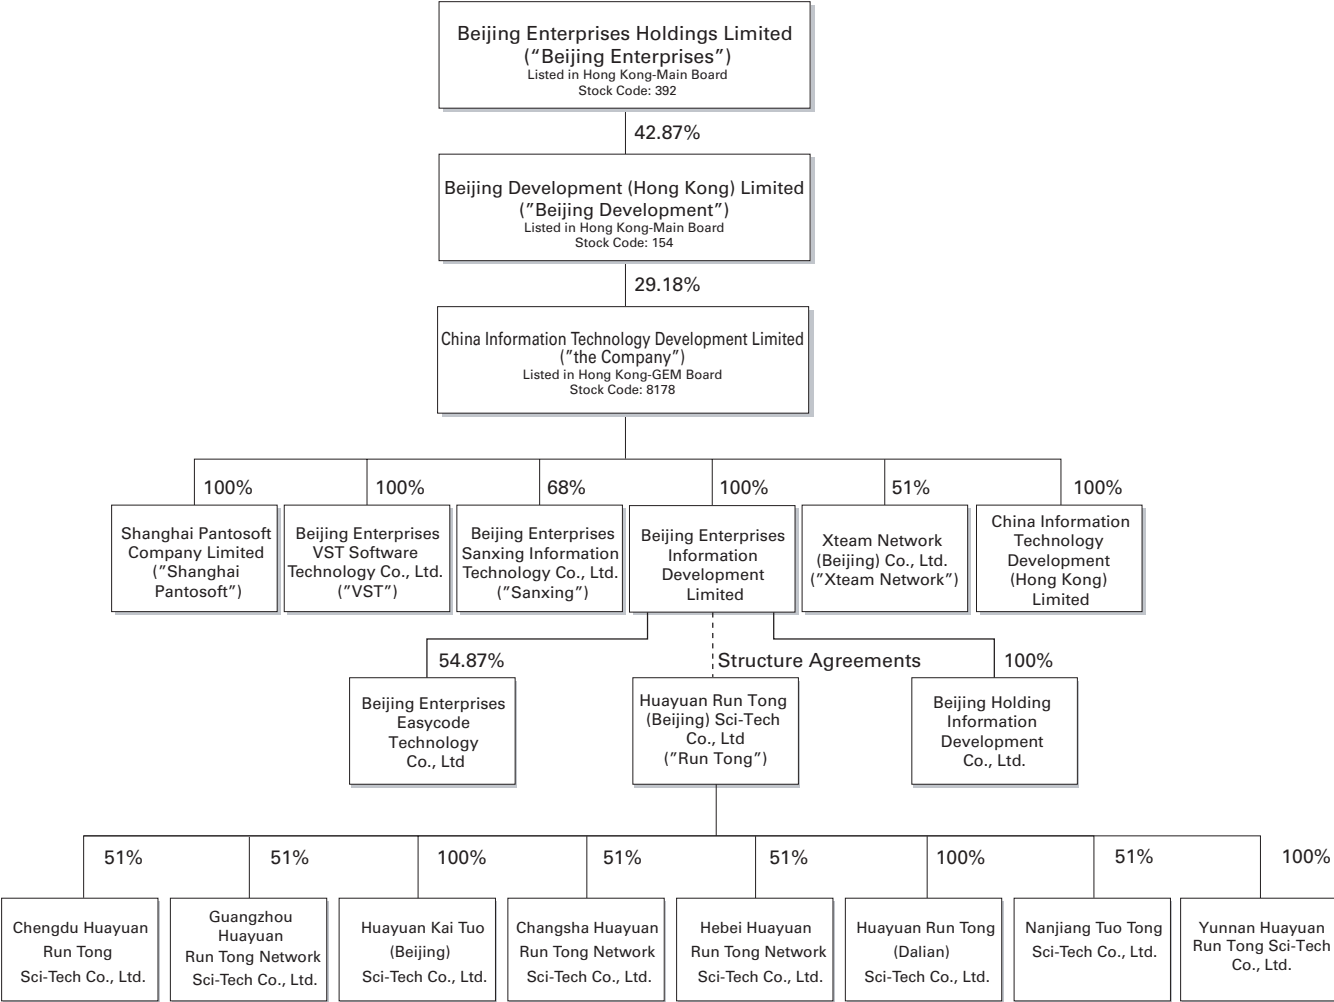 Beijing Enterprises Holdings Limited
(“Beijing Enterprises”)
Listed in Hong Kong-Main Board
Stock Code: 392
42.87%
Beijing Development (Hong Kong) Limited
(”Beijing Development”)
Listed in Hong Kong-Main Board
Stock Code: 154
29.18%
China Information Technology Development Limited
(”the Company”)
Listed in Hong Kong-GEM Board
Stock Code: 8178
100%
Shanghai Pantosoft
Company Limited
(”Shanghai
Pantosoft”)
100%
Beijing Enterprises
VST Software
Technology Co., Ltd.
(”VST”)
68%
Beijing Enterprises
Sanxing Information
Technology Co., Ltd.
(”Sanxing”)
100%
Beijing Enterprises
Information
Development
Limited
51%
Xteam Network
(Beijing) Co., Ltd.
(”Xteam Network”)
100%
China Information
Technology
Development
(Hong Kong)
Limited
54.87%
Beijing Enterprises
Easycode
Technology
Co., Ltd
Structure Agreements
Huayuan Run Tong
(Beijing) Sci-Tech
Co., Ltd
(”Run Tong”)
100%
Beijing Holding
Information
Development
Co., Ltd.
51%
Chengdu Huayuan
Run Tong
Sci-Tech Co., Ltd.
51%
Guangzhou
Huayuan
Run Tong Network
Sci-Tech Co., Ltd.
100%
Huayuan Kai Tuo
(Beijing)
Sci-Tech Co., Ltd.
51%
Changsha Huayuan
Run Tong Network
Sci-Tech Co., Ltd.
51%
Hebei Huayuan
Run Tong Network
Sci-Tech Co., Ltd.
100%
Huayuan Run Tong
(Dalian)
Sci-Tech Co., Ltd.
51%
Nanjiang Tuo Tong
Sci-Tech Co., Ltd.
100%
Yunnan Huayuan
Run Tong Sci-Tech
Co., Ltd.